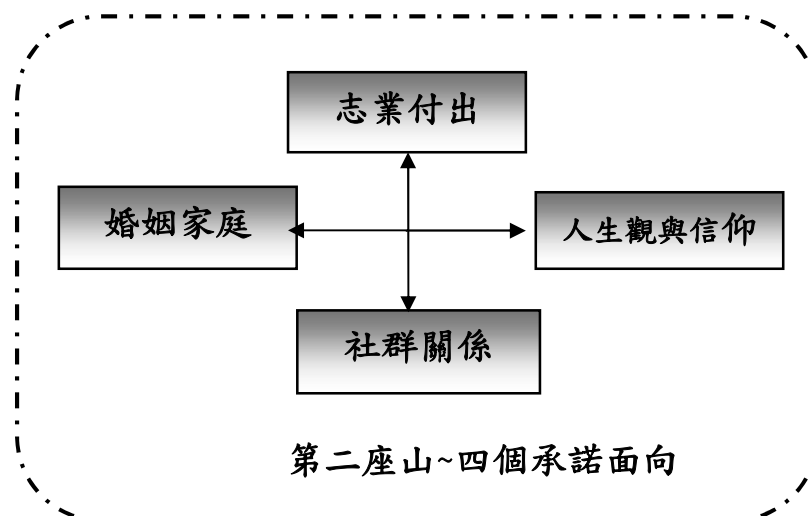 志業付出
婚姻家庭
人生觀與信仰
社群關係
第二座山~四個承諾面向